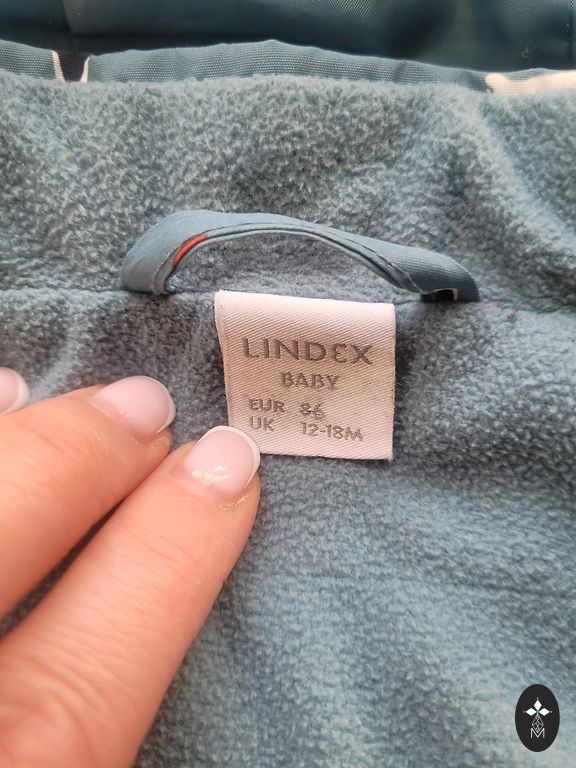 LINDEX
BABY
EUR 86
UK 12-18M
M